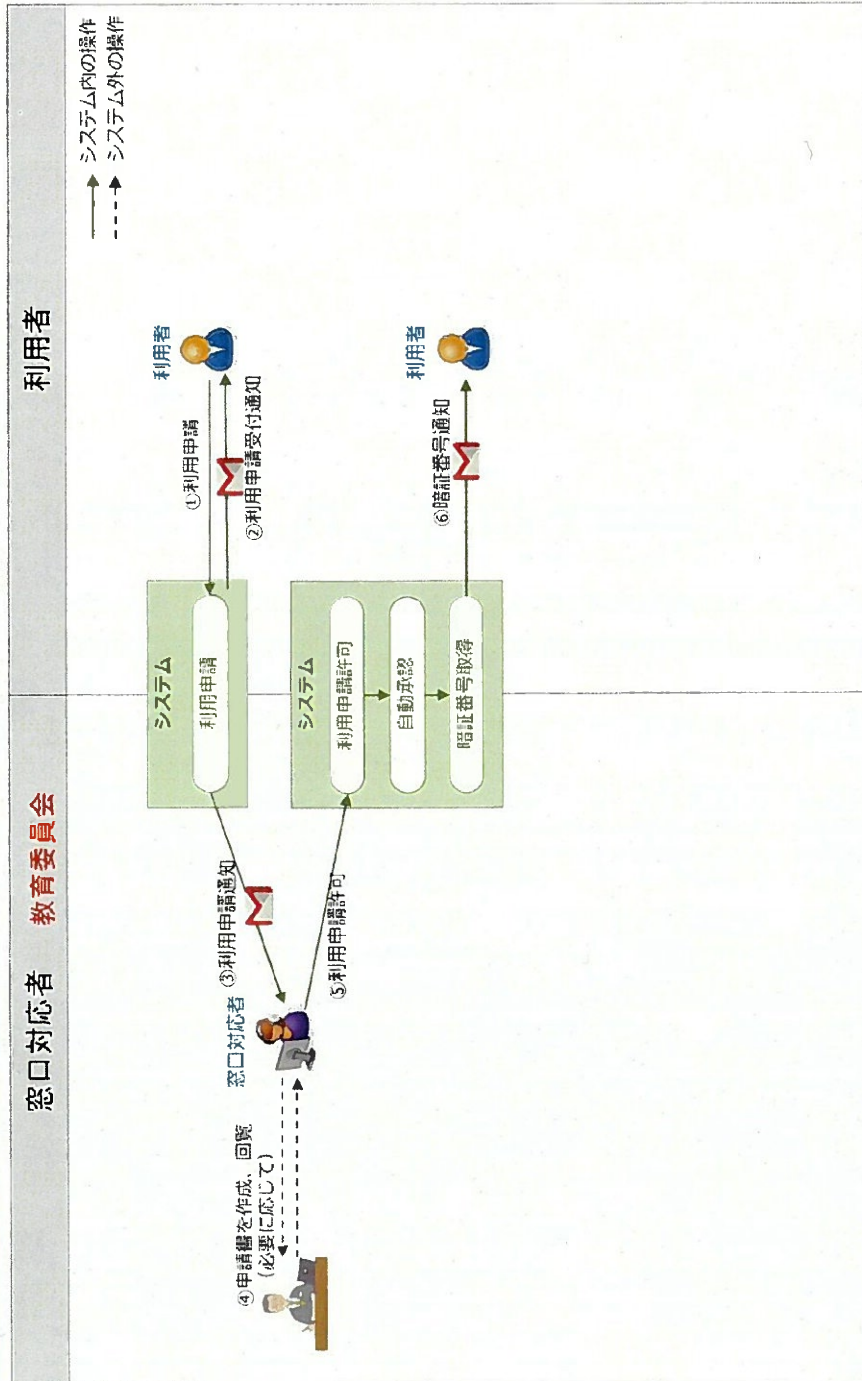 窓口対応者 教育委員会
利用者
システム内の操作
システム外の操作
システム
利用申請
①利用申請
②利用申請受付通知
利用者
③利用申請通知
窓口対応者
④申請書を作成、回覧
(必要に応じて)
⑤利用申請許可
システム
利用申請許可
自動承認
暗証番号取得
⑥暗証番号通知
利用者